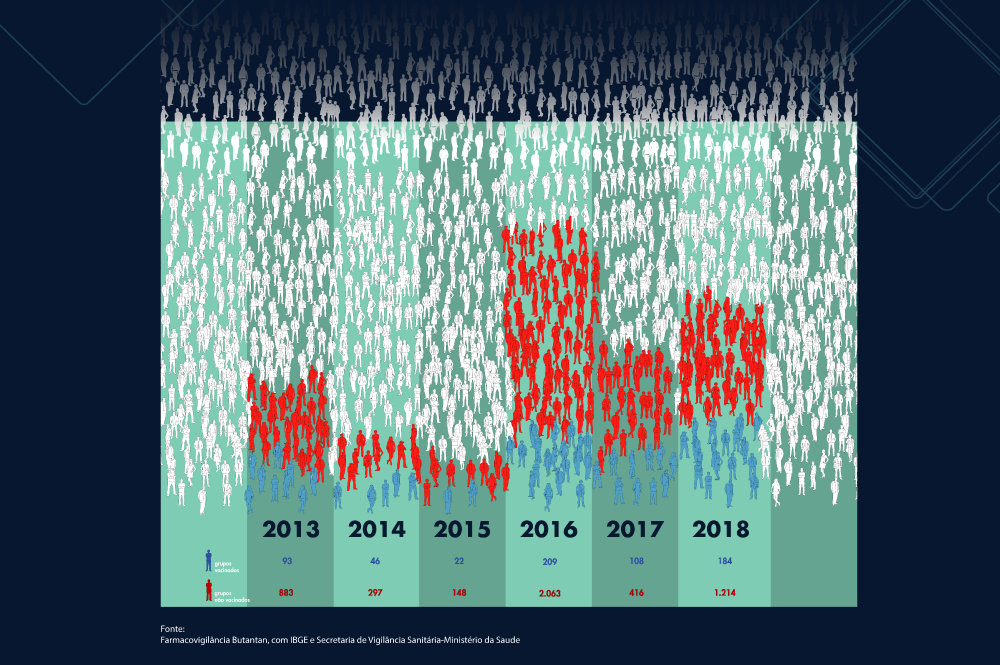 2013 2014 2015 2016 2017 2018
grupos
vacinados
93 46 22 209 108 184
grupos
não vacinados
883 297 148 2.063 416 1.214
Fonte:
Farmacovigilância Butantan, com IBGE e Secretaria de Vigilância Sanitária-Ministério da Saude